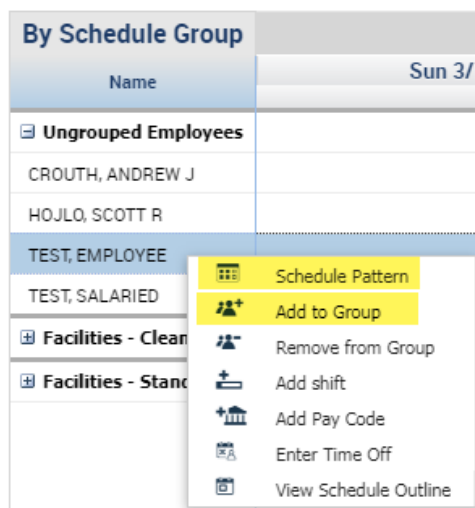 By Schedule Group
Name
Sun 3/
Ungrouped Employees
CROUTH, ANDREW J
HOJLO, SCOTT R
TEST, EMPLOYEE
Schedule Pattern
TEST, SALARIED
Add to Group
Facilities - Clean
Remove from Group
Add shift
Facilities - Stand
Add Pay Code
Enter Time Off
View Schedule Outline